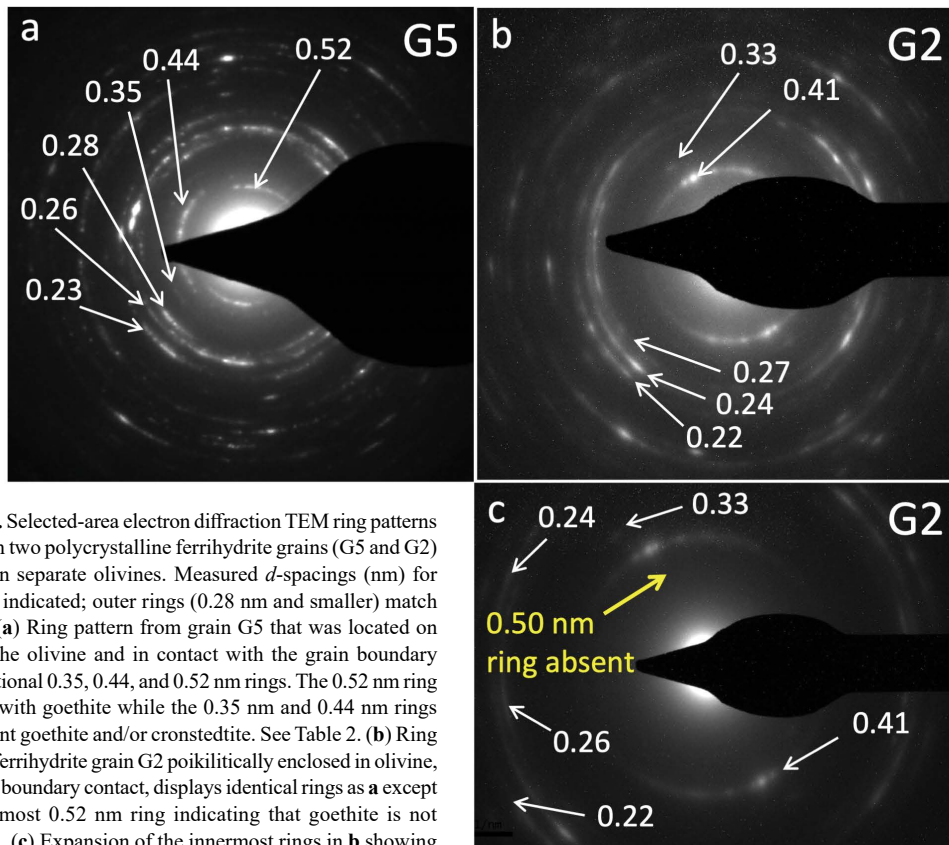 a
G5
0.44
0.52
0.35
0.28
0.26
0.23
b
G2
0.33
0.41
0.27
0.24
0.22
c
G2
0.24
0.33
0.50 nm
ring absent
0.26
0.41
0.22
. Selected-area electron diffraction TEM ring patterns
two polycrystalline ferrihydrite grains (G5 and G2)
separate olivines. Measured d-spacings (nm) for
indicated; outer rings (0.28 nm and smaller) match
(a) Ring pattern from grain G5 that was located on
he olivine and in contact with the grain boundary
tional 0.35, 0.44, and 0.52 nm rings. The 0.52 nm ring
with goethite while the 0.35 nm and 0.44 nm rings
nt goethite and/or cronstedtite. See Table 2. (b) Ring
ferrihydrite grain G2 poikilitically enclosed in olivine,
boundary contact, displays identical rings as a except
most 0.52 nm ring indicating that goethite is not
(c) Expansion of the innermost rings in b showing